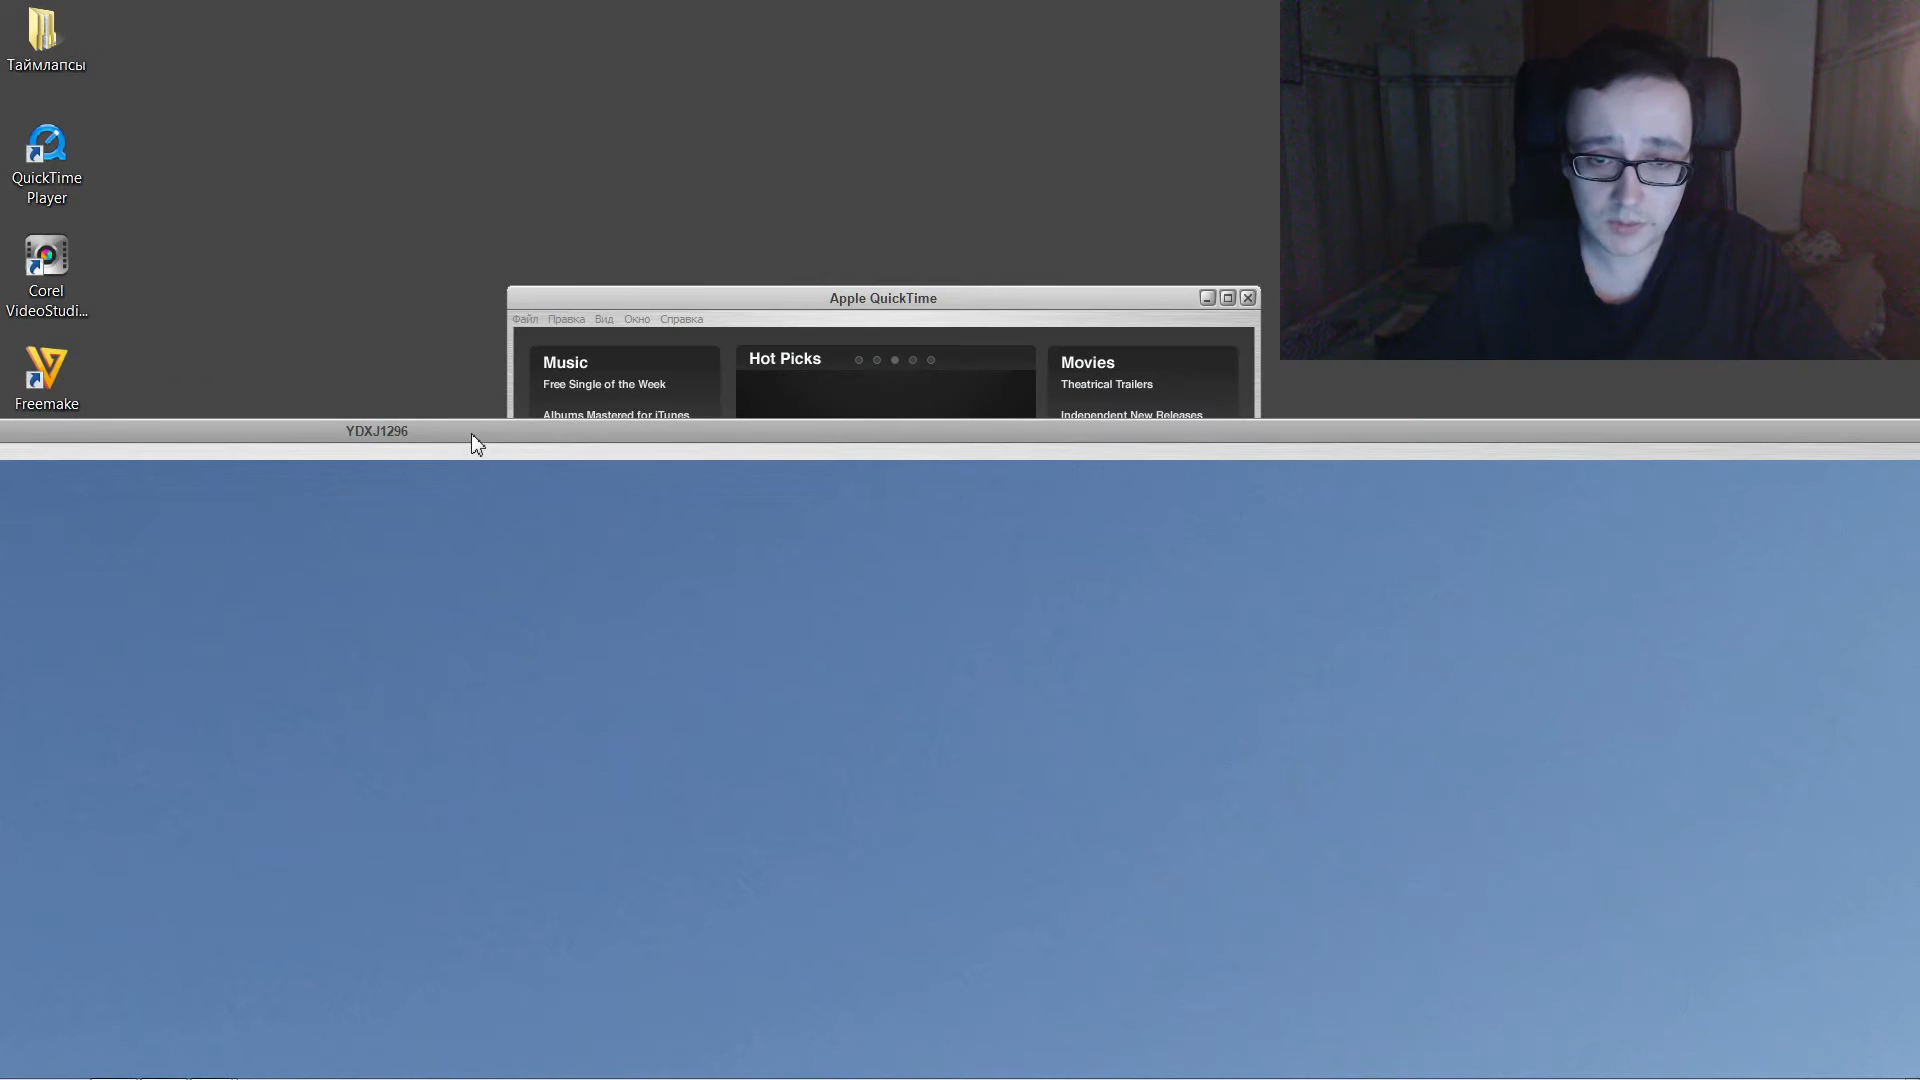 Таймлапсы
QuickTime
Player
Corel
VideoStudi...
Freemake
Apple QuickTime
Файл Правка Вид Окно Справка
Music
Free Single of the Week
Albums Mastered for iTunes
Hot Picks
Movies
Theatrical Trailers
Independent New Releases
YDXJ1296